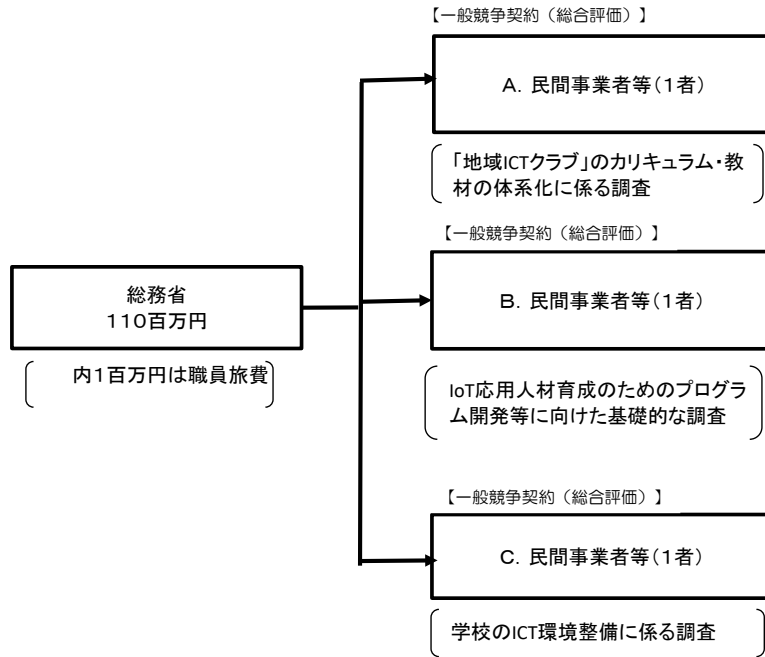 【一般競争契約（総合評価）】
A．民間事業者等（1者）
「地域ICTクラブ」のカリキュラム・教
材の体系化に係る調査
【一般競争契約（総合評価）】
総務省
110百万円
内1百万円は職員旅費
B．民間事業者等（1者）
IoT応用人材育成のためのプログラ
ム開発等に向けた基礎的な調査
【一般競争契約（総合評価）】
C．民間事業者等（1者）
学校のICT環境整備に係る調査